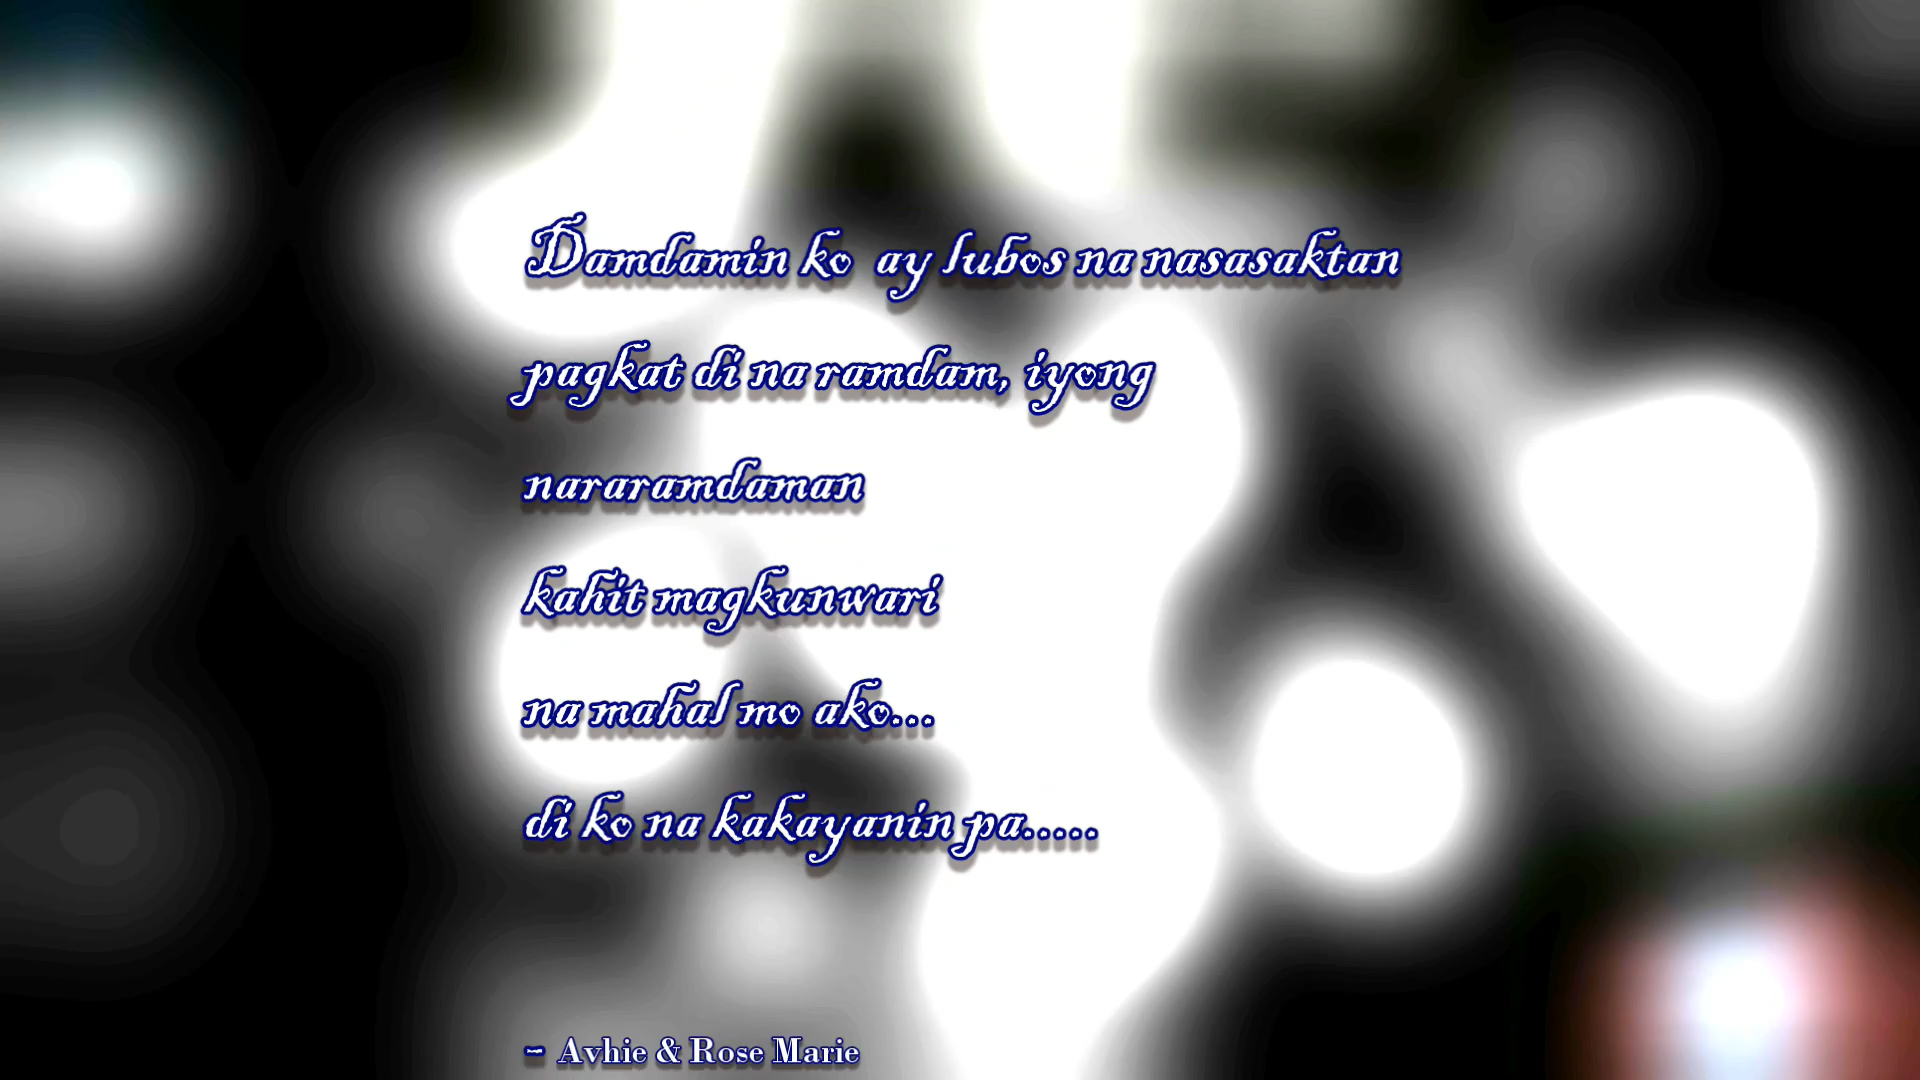 Damdamin ko ay lubos na nasasaktan
pagkat di na ramdam, iyong
nararamdaman
kahit magkunwari
na mahal mo ako...
di ko na kakayanin pa.....
~ Avhie & Rose Marie